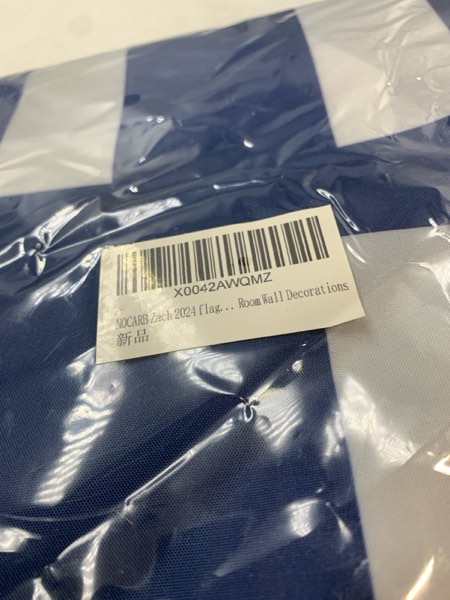 X0042AWQMZ
NOCARB Zach 2024 flag... Room Wall Decorations
新品